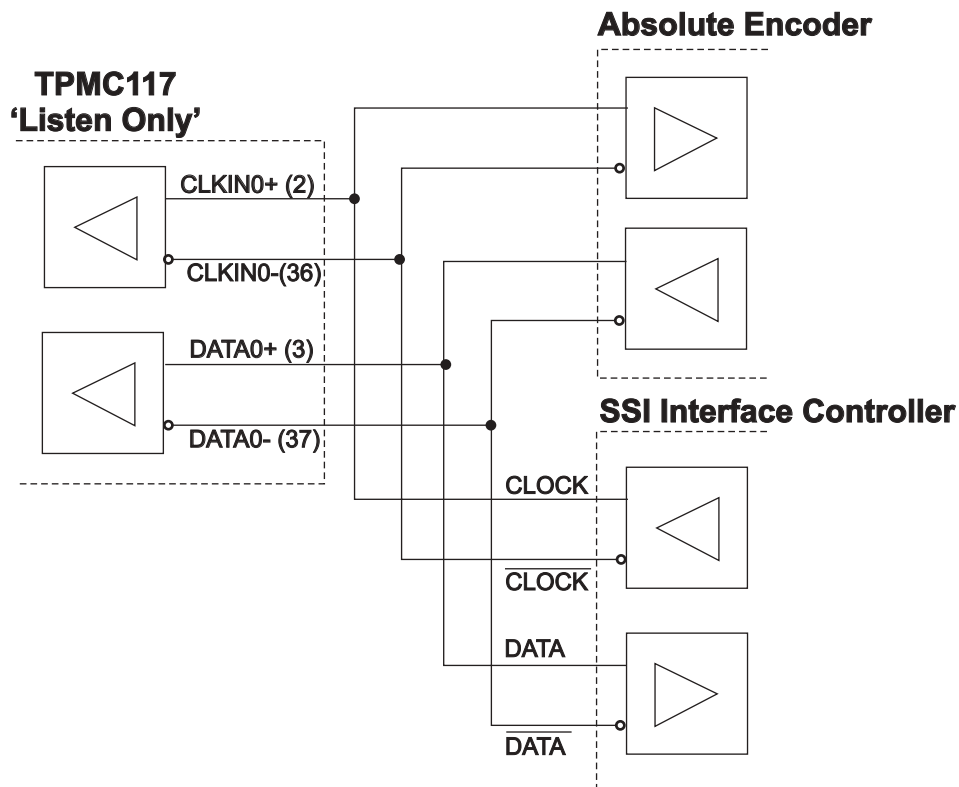 Absolute Encoder
TPMC117
‘Listen Only’
CLKIN0+ (2)
CLKIN0-(36)
DATA0+ (3)
DATA0- (37)
SSI Interface Controller
CLOCK
CLOCK
DATA
DATA